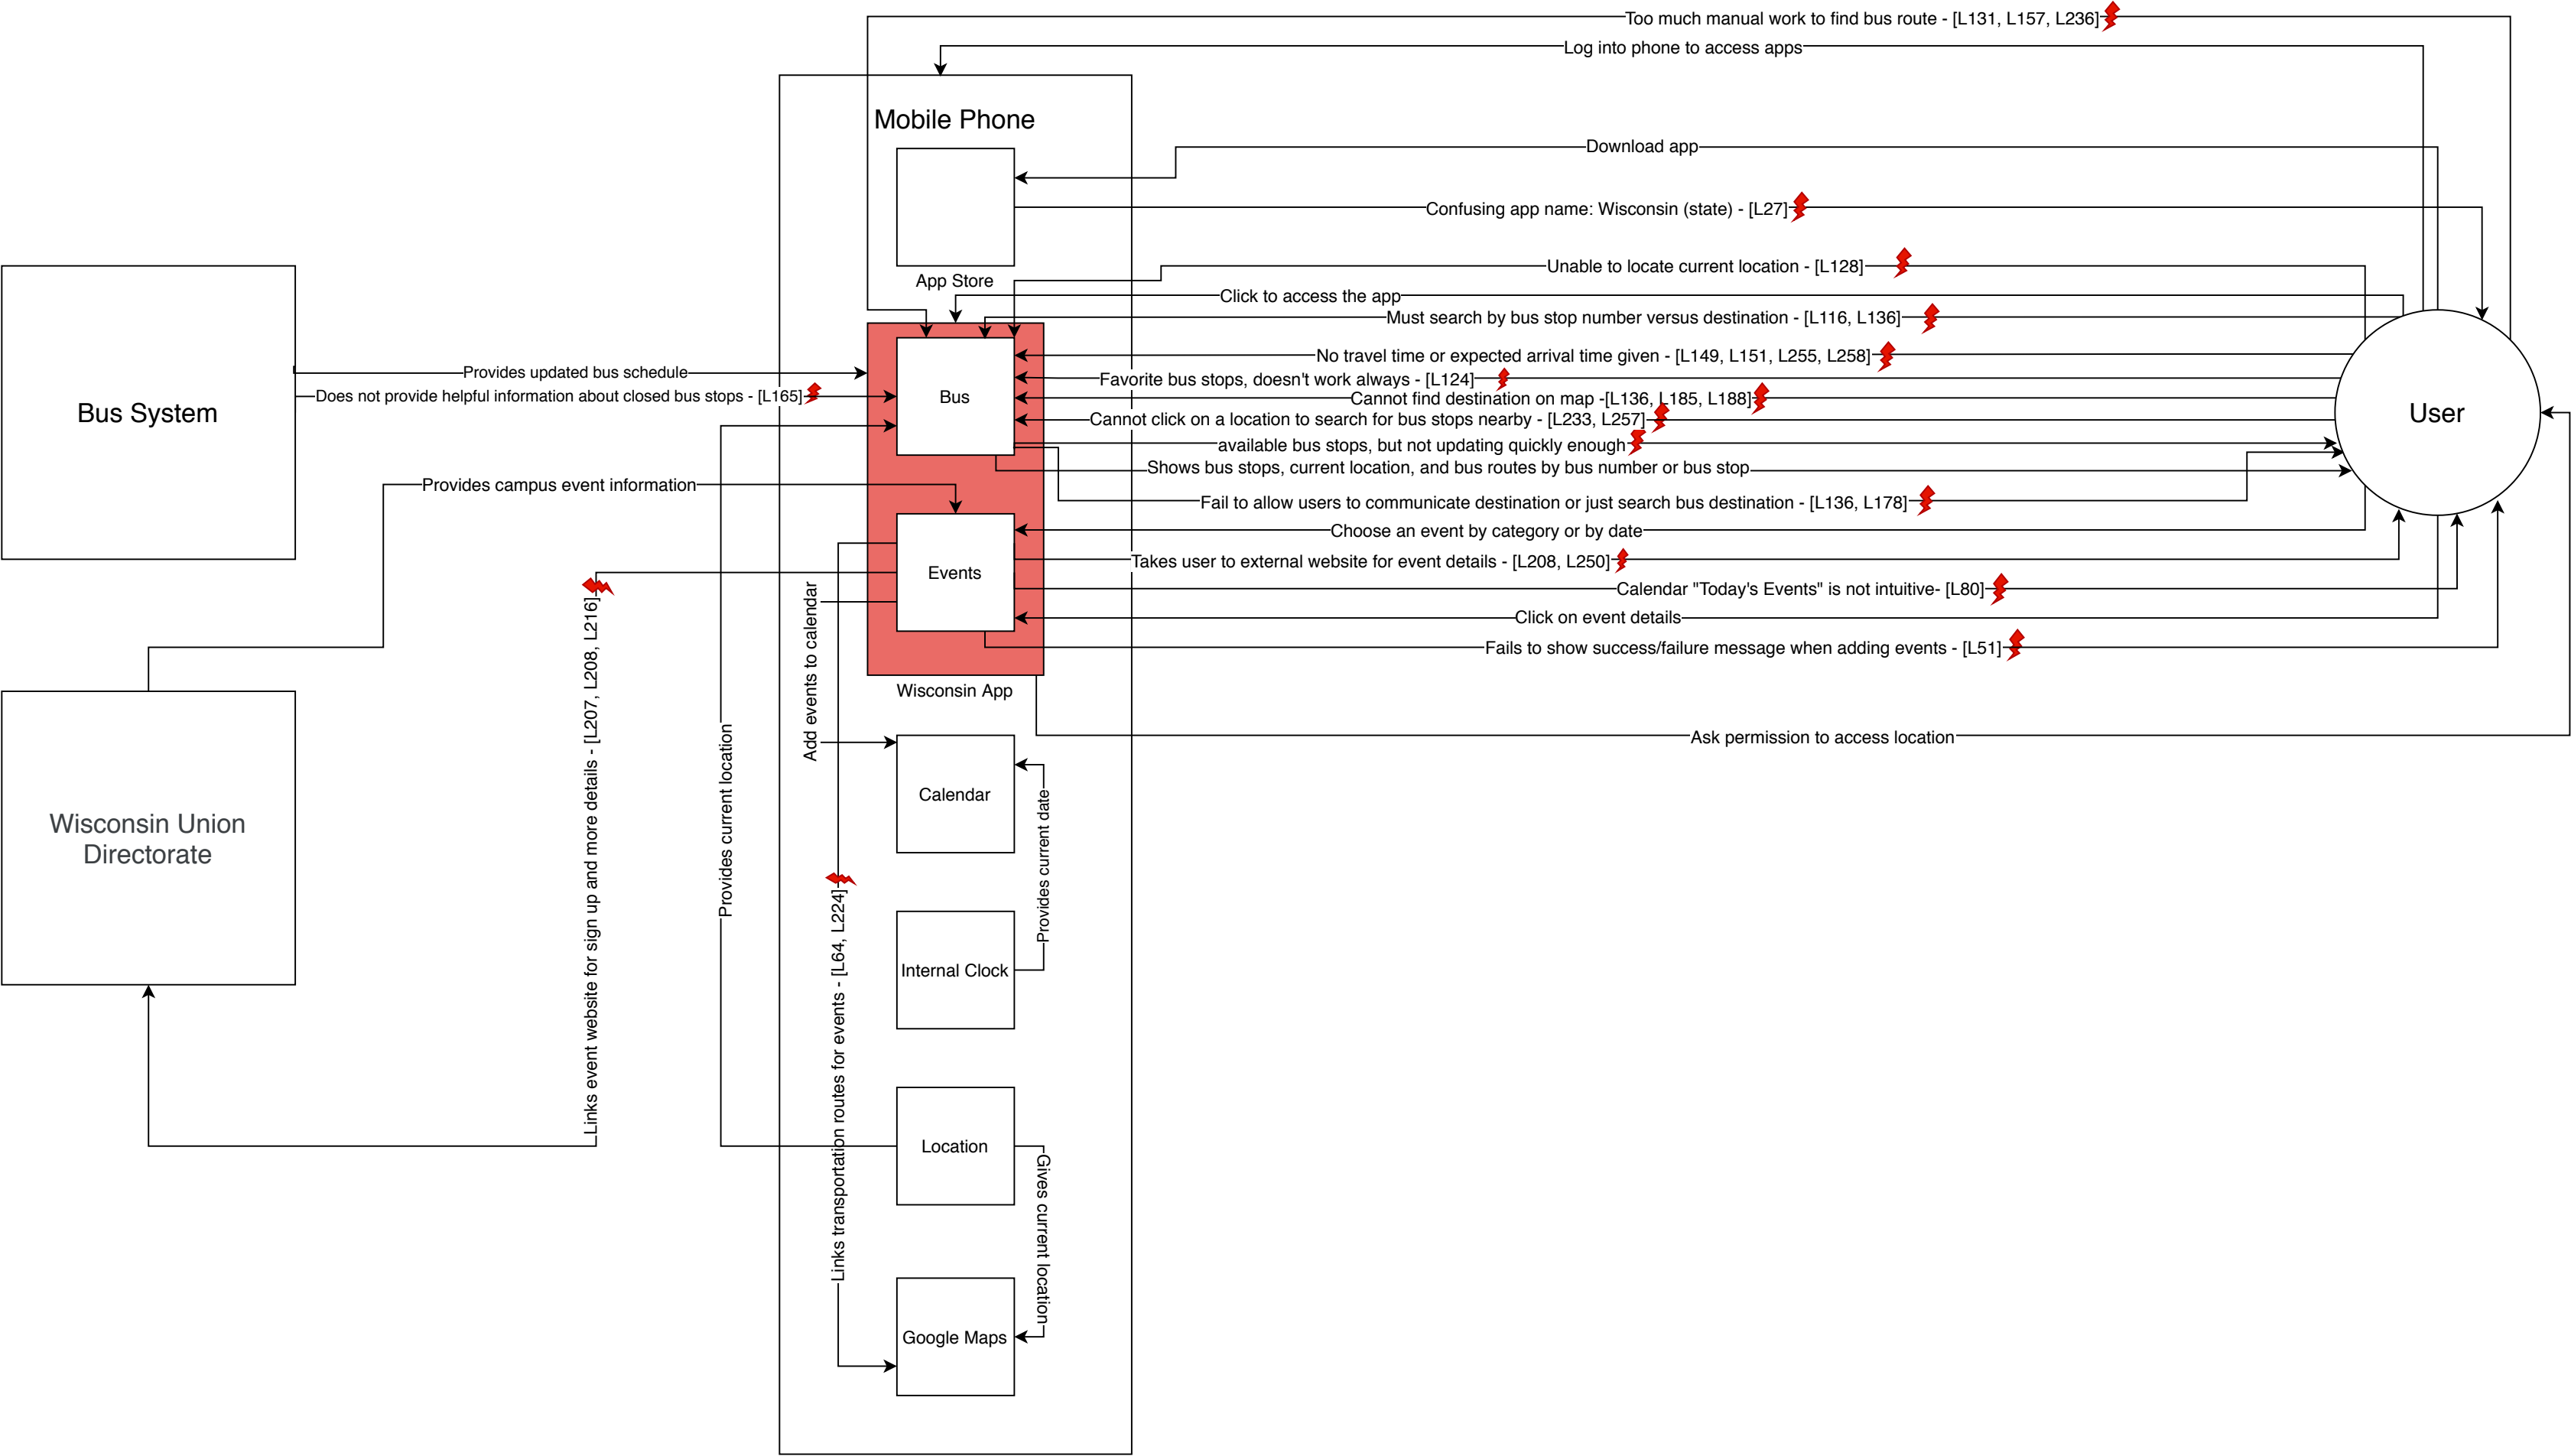 Too much manual work to find bus route - [L131, L157, L236]
Log into phone to access apps
Mobile Phone
Download app
Confusing app name: Wisconsin (state) - [L27]
App Store
Unable to locate current location - [L128]
Click to access the app
Must search by bus stop number versus destination - [L116, L136]
No travel time or expected arrival time given - [L149, L151, L255, L258]
Provides updated bus schedule
Favorite bus stops, doesn't work always - [L124]
Does not provide helpful information about closed bus stops - [L165]
Bus
Cannot find destination on map -[L136, L185, L188]
Bus System
User
Cannot click on a location to search for bus stops nearby - [L233, L257]
available bus stops, but not updating quickly enough
Shows bus stops, current location, and bus routes by bus number or bus stop
Provides campus event information
Fail to allow users to communicate destination or just search bus destination - [L136, L178]
Choose an event by category or by date
Takes user to external website for event details - [L208, L250]
Events
Calendar "Today's Events" is not intuitive- [L80]
Click on event details
Fails to show success/failure message when adding events - [L51]
Wisconsin App
Ask permission to access location
Add events to calendar
Links event website for sign up and more details - [L207, L208, L216]
Provides current location
Calendar
Provides current date
Wisconsin Union
Directorate
Links transportation routes for events - [L64, L224]
Internal Clock
Location
Gives current location
Google Maps